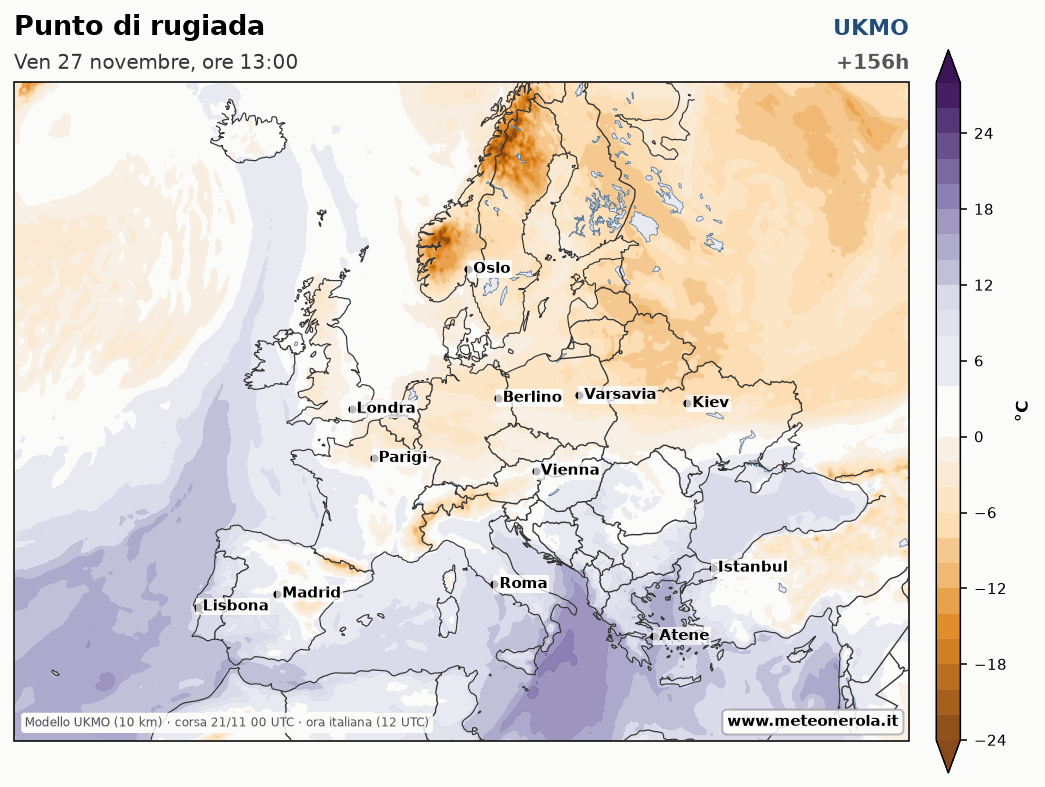 Punto di rugiada
UKMO
Ven 27 novembre, ore 13:00
+156h
24
18
12
6
0
−6
−12
−18
−24
°C
Oslo
Londra
Berlino
Varsavia
Kiev
Parigi
Vienna
Madrid
Lisbona
Roma
Istanbul
Atene
Modello UKMO (10 km) · corsa 21/11 00 UTC · ora italiana (12 UTC)
www.meteonerola.it